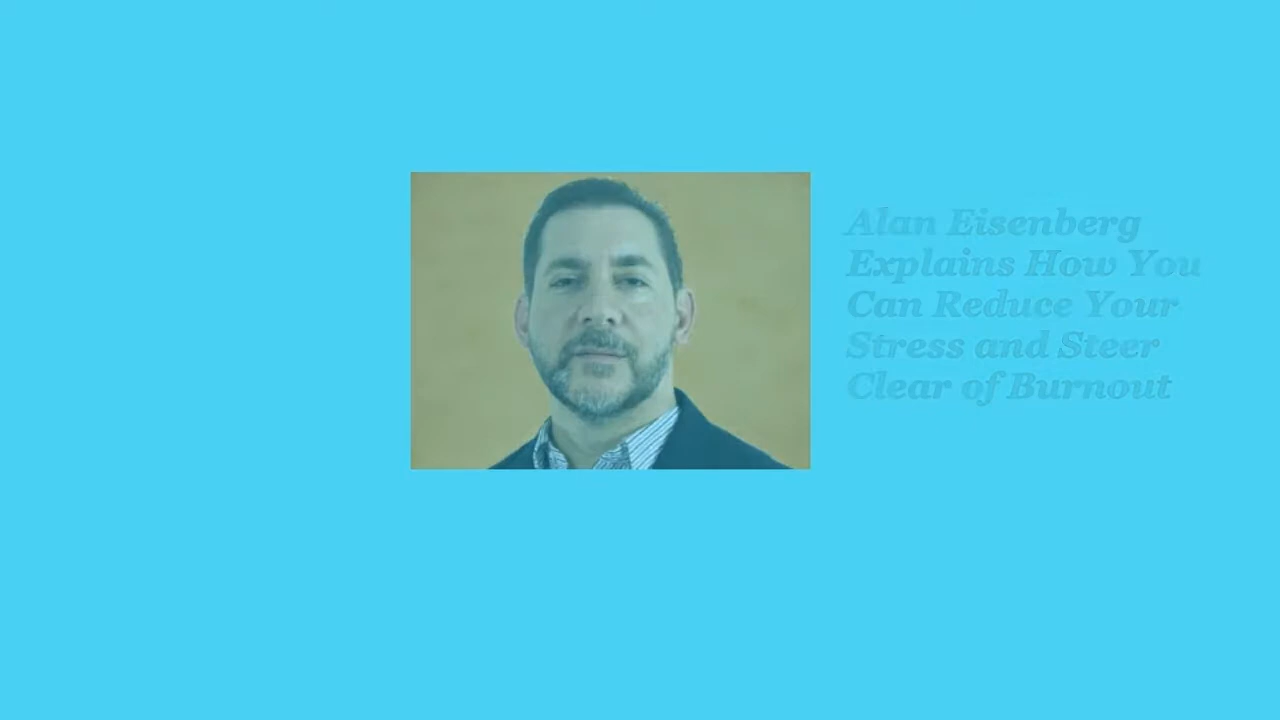 Alan Eisenberg
Explains How You
Can Reduce Your
Stress and Steer
Clear of Burnout